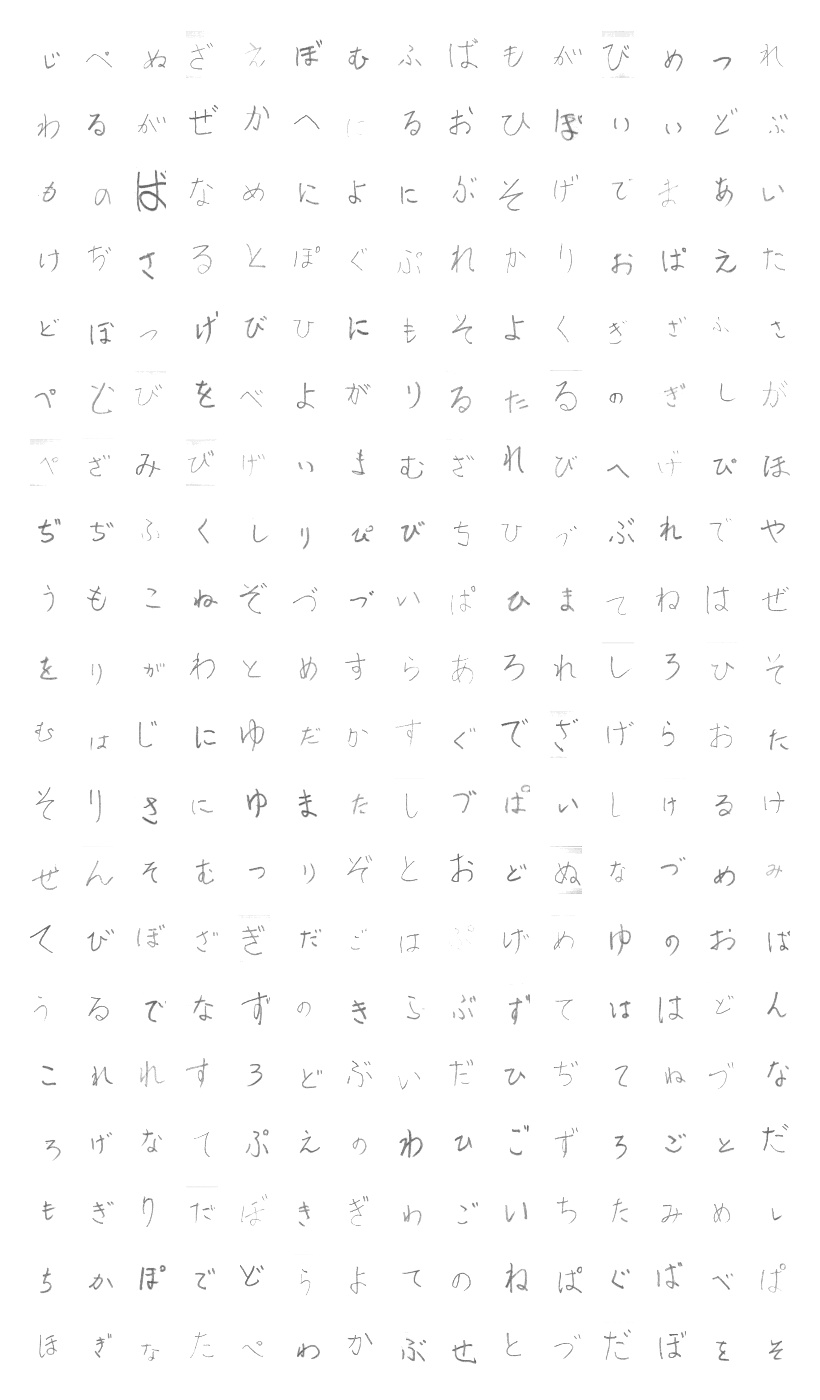 じぺぬざえぼむふぱもがびめつれ
わるがぜかへにるおひぼいいどぶ
ものばなめによにぶそげでまあい
けぢさるとぽぐぷれかりおぱえた
どぼつげびひにもそよくぎざふさ
ぺどびをべよがりるたるのぎしが
ぺざみびげいまむざれびへげぴほ
ぢぢふくしりぴびちひづぶれでや
うもこねぞづづいぱひまてねはぜ
をりがわとめすらあろれしろひそ
むはじにゆだかすぐでざげらおた
そりさにゆまたしづぱいしけるけ
ぜんそむつりぞとおどぬなづめみ
てびぼざぎだごはぷげめゆのおば
うるでなずのきらぶずてははどん
これれすろどぶいだひぢてねづな
ろげなてぷえのわひごずろごとだ
もぎりだぼきぎわごいちたみめし
ちかぽでどらよてのねぱぐばべぱ
ほぎなたぺわかぶせとづだぼをそ